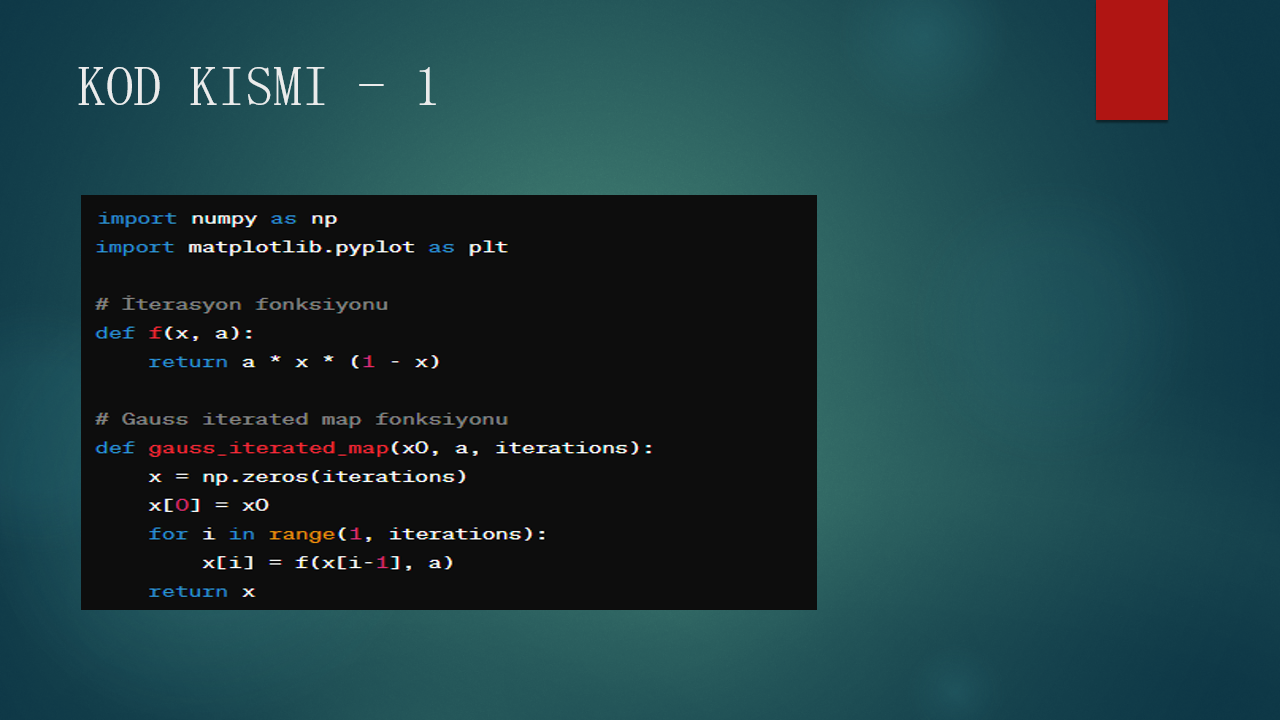 KOD KISMI - 1
import numpy as np
import matplotlib.pyplot as plt
# İterasyon fonksiyonu
def f(x, a):
    return a * x * (1 - x)
# Gauss iterated map fonksiyonu
def gauss_iterated_map(x0, a, iterations):
    x = np.zeros(iterations)
    x[0] = x0
    for i in range(1, iterations):
        x[i] = f(x[i-1], a)
    return x